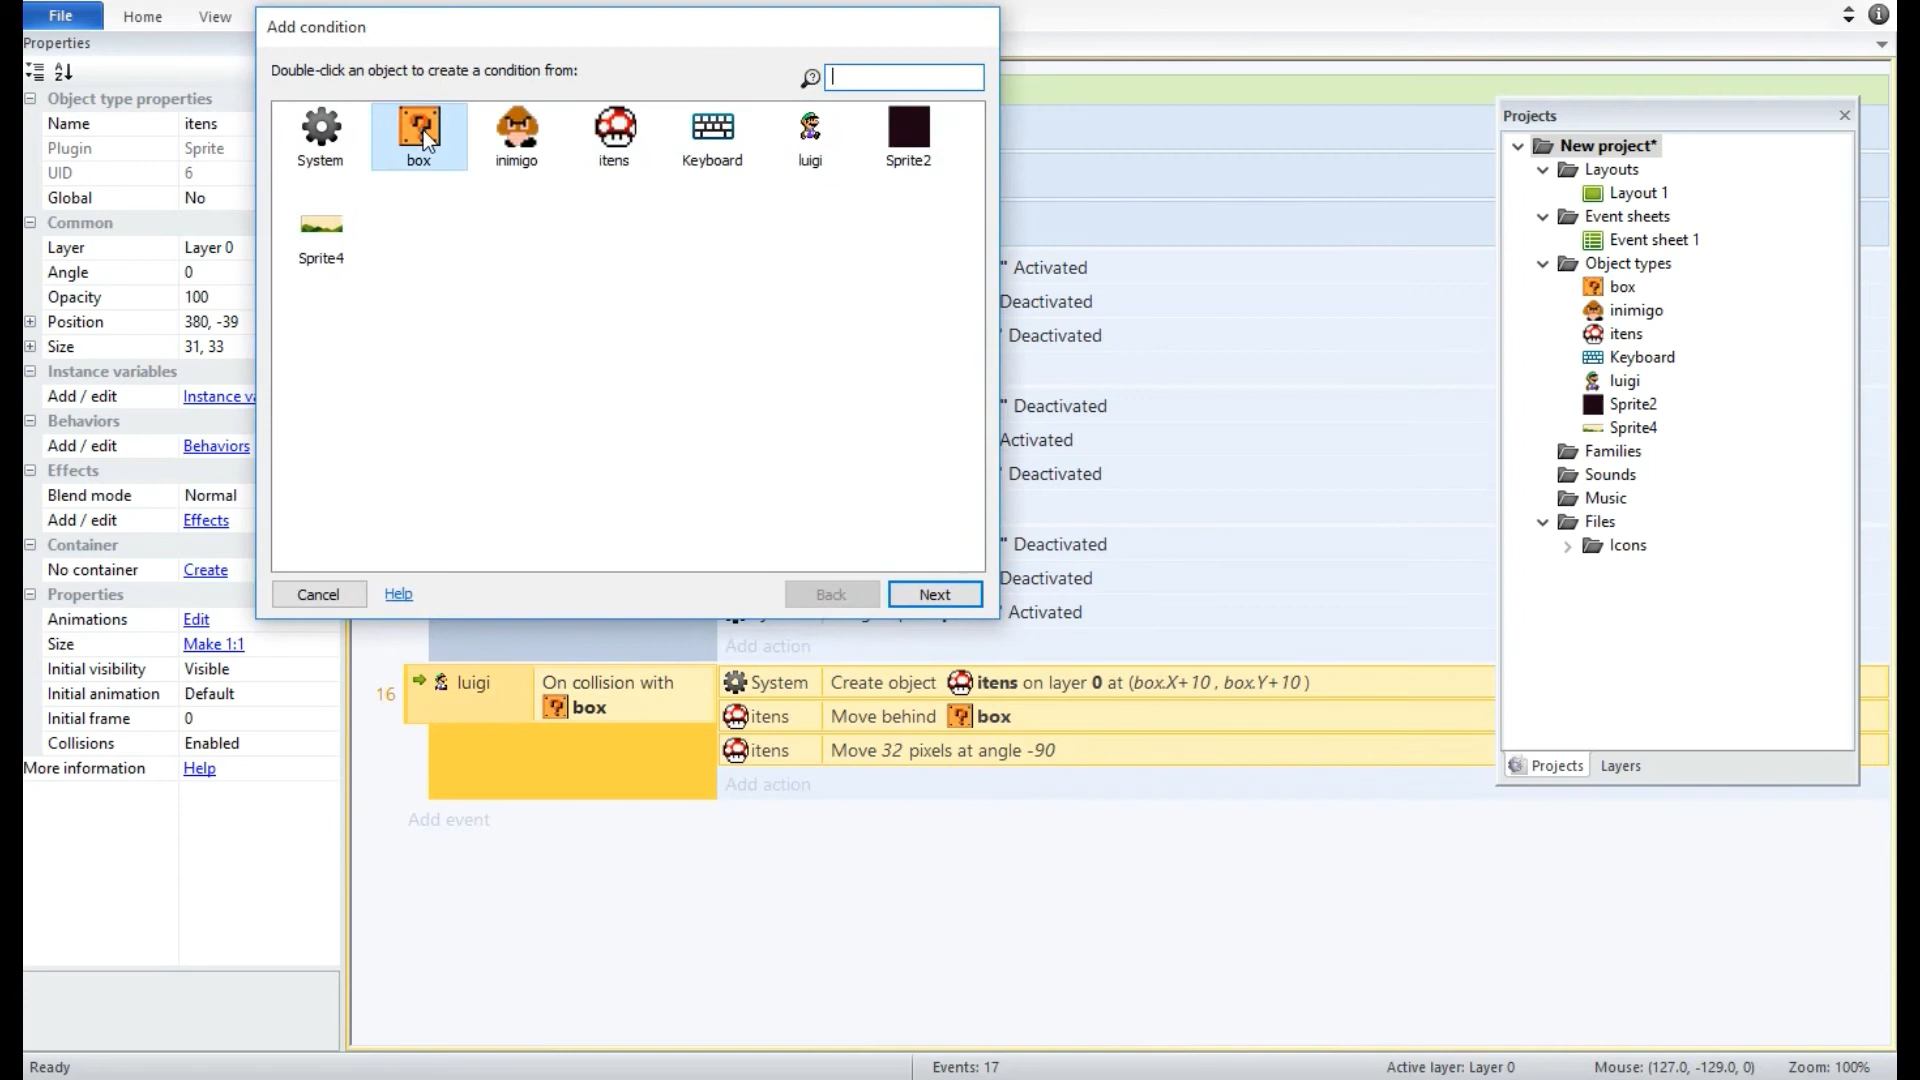 File Home View
Properties
Object type properties
Name itens
Plugin Sprite
UID 6
Global No
Common
Layer Layer 0
Angle 0
Opacity 100
Position 380, -39
Size 31, 33
Instance variables
Add / edit Instance va
Behaviors
Add / edit Behaviors
Effects
Blend mode Normal
Add / edit Effects
Container
No container Create
Properties
Animations Edit
Size Make 1:1
Initial visibility Visible
Initial animation Default
Initial frame 0
Collisions Enabled
More information Help
Add condition
Double-click an object to create a condition from:
System box inimigo itens Keyboard luigi Sprite2
Sprite4
Cancel Help Back Next
" Activated
Deactivated
' Deactivated
" Deactivated
Activated
' Deactivated
" Deactivated
Deactivated
' Activated
Add action
16 luigi On collision with
box
System Create object itens on layer 0 at (box.X+10 , box.Y+10 )
itens Move behind box
itens Move 32 pixels at angle -90
Add action
Add event
Projects
New project*
Layouts
Layout 1
Event sheets
Event sheet 1
Object types
box
inimigo
itens
Keyboard
luigi
Sprite2
Sprite4
Families
Sounds
Music
Files
Icons
Projects Layers
Ready Events: 17 Active layer: Layer 0 Mouse: (127.0, -129.0, 0) Zoom: 100%